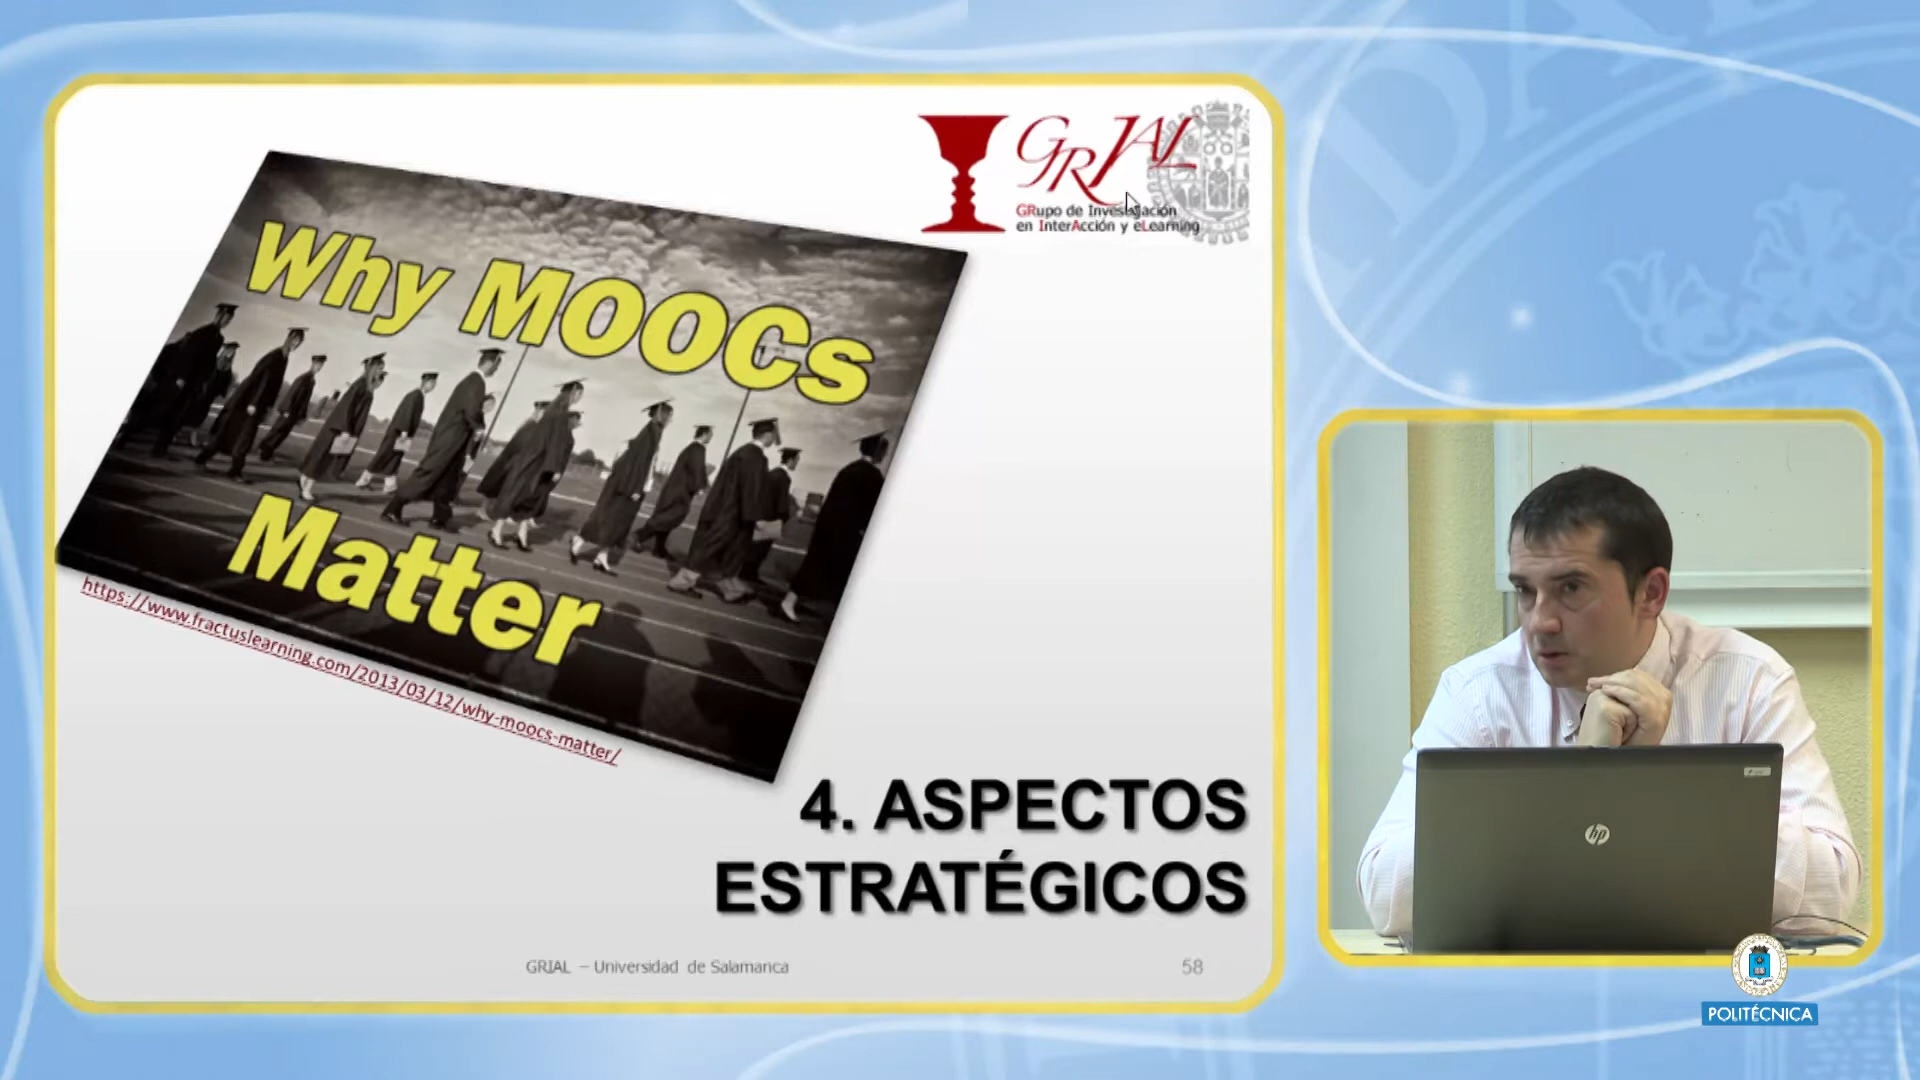 GRIAL
GRupo de Investigación
en InterAcción y eLearning
Why MOOCs
Matter
https://www.fractuslearning.com/2013/03/12/why-moocs-matter/
4. ASPECTOS
ESTRATÉGICOS
GRIAL – Universidad de Salamanca
58
hp
POLITÉCNICA